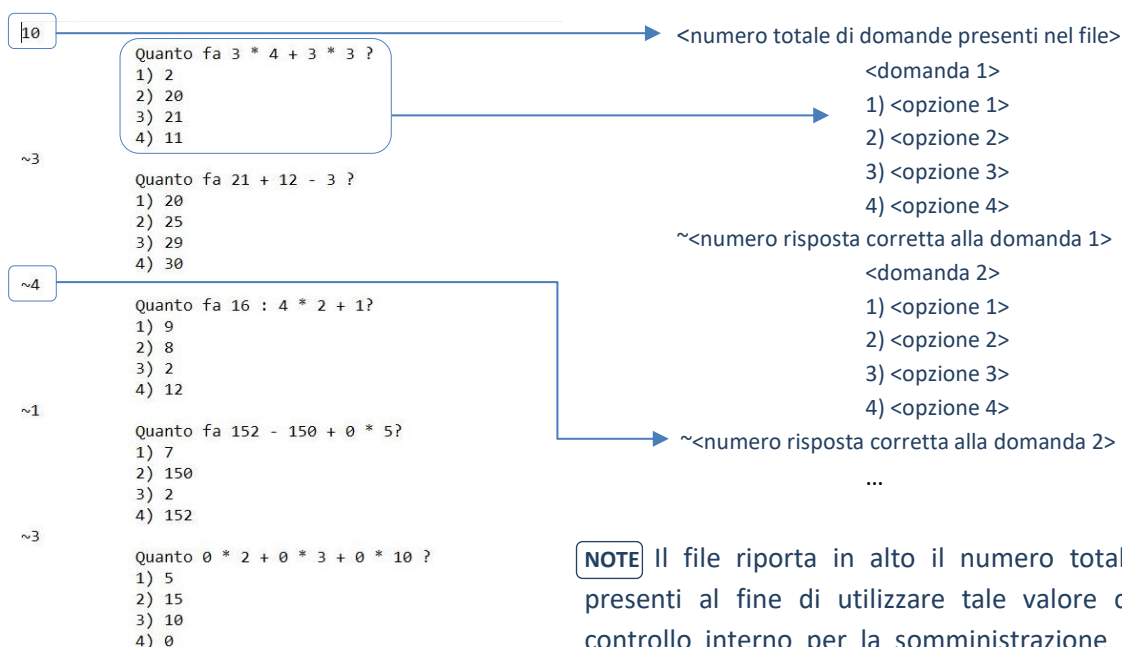 10
Quanto fa 3 * 4 + 3 * 3 ?
1) 2
2) 20
3) 21
4) 11
~3
Quanto fa 21 + 12 - 3 ?
1) 20
2) 25
3) 29
4) 30
~4
Quanto fa 16 : 4 * 2 + 1?
1) 9
2) 8
3) 2
4) 12
~1
Quanto fa 152 - 150 + 0 * 5?
1) 7
2) 150
3) 2
4) 152
~3
Quanto 0 * 2 + 0 * 3 + 0 * 10 ?
1) 5
2) 15
3) 10
4) 0
<numero totale di domande presenti nel file>
<domanda 1>
1) <opzione 1>
2) <opzione 2>
3) <opzione 3>
4) <opzione 4>
~<numero risposta corretta alla domanda 1>
<domanda 2>
1) <opzione 1>
2) <opzione 2>
3) <opzione 3>
4) <opzione 4>
~<numero risposta corretta alla domanda 2>
...
NOTE Il file riporta in alto il numero total
presenti al fine di utilizzare tale valore
controllo interno per la somministrazione